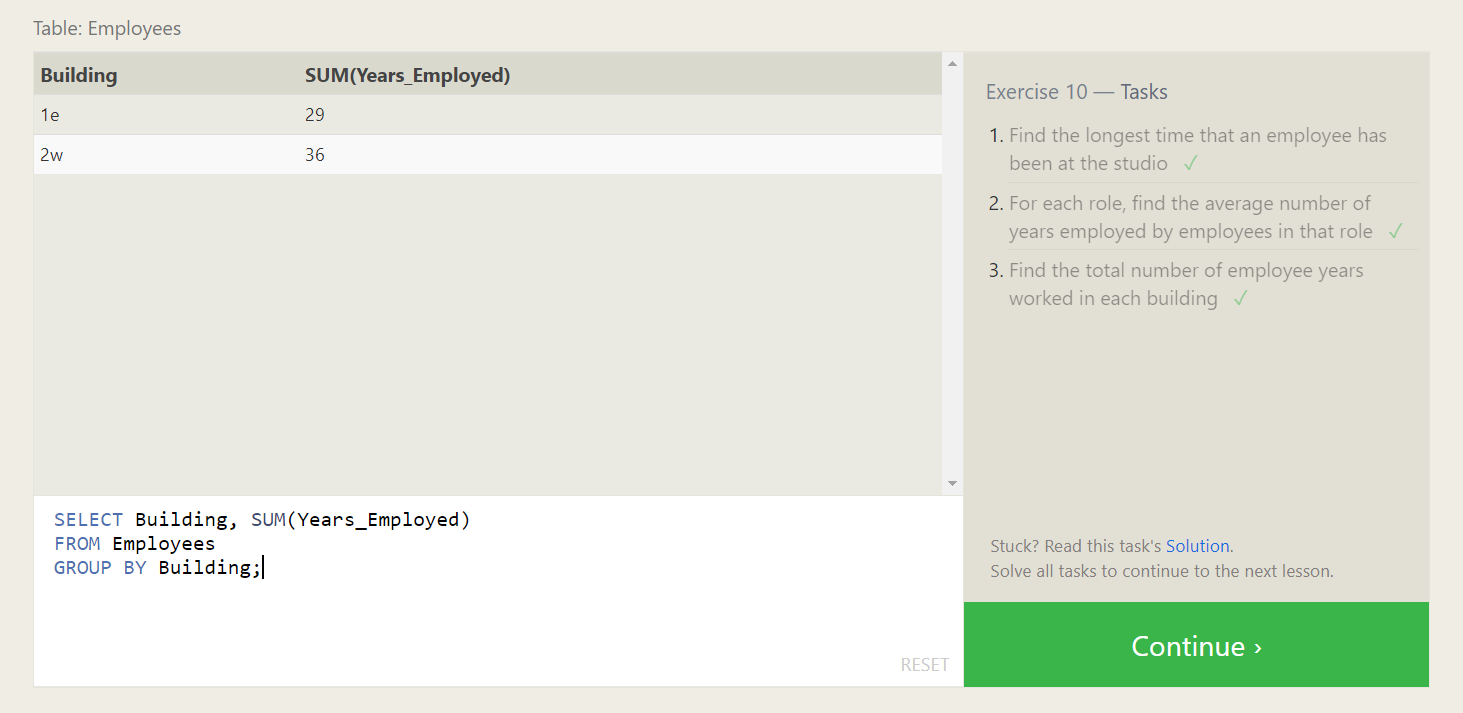 Table: Employees
Building SUM(Years_Employed)
1e 29
2w 36
SELECT Building, SUM(Years_Employed)
FROM Employees
GROUP BY Building;
RESET
Exercise 10 — Tasks
1. Find the longest time that an employee has
been at the studio ✓
2. For each role, find the average number of
years employed by employees in that role ✓
3. Find the total number of employee years
worked in each building ✓
Stuck? Read this task's Solution.
Solve all tasks to continue to the next lesson.
Continue ›